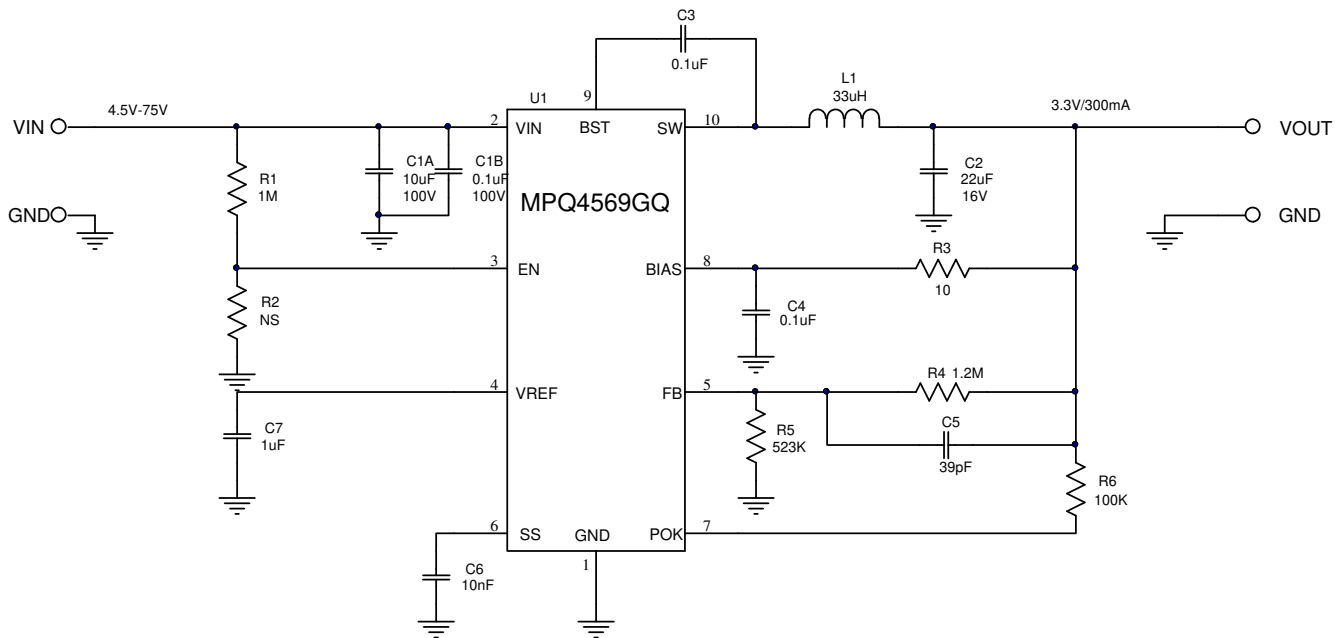 C3
0.1uF
4.5V-75V
VIN
U1
9
BST
2
VIN
SW
10
L1
33uH
3.3V/300mA
VOUT
R1
1M
C1A
10uF
100V
C1B
0.1uF
100V
MPQ4569GQ
C2
22uF
16V
GND
GND
3
EN
BIAS
8
R3
10
R2
NS
C4
0.1uF
4
VREF
FB
5
R4 1.2M
C7
1uF
R5
523K
C5
39pF
R6
100K
6
SS
GND
POK
7
1
C6
10nF